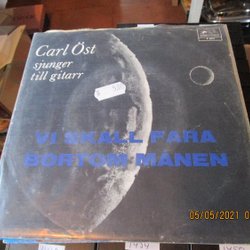 Carl Öst
sjunger
till gitarr
VI SKALL FARA
BORTOM MÅNEN
05/05/2021